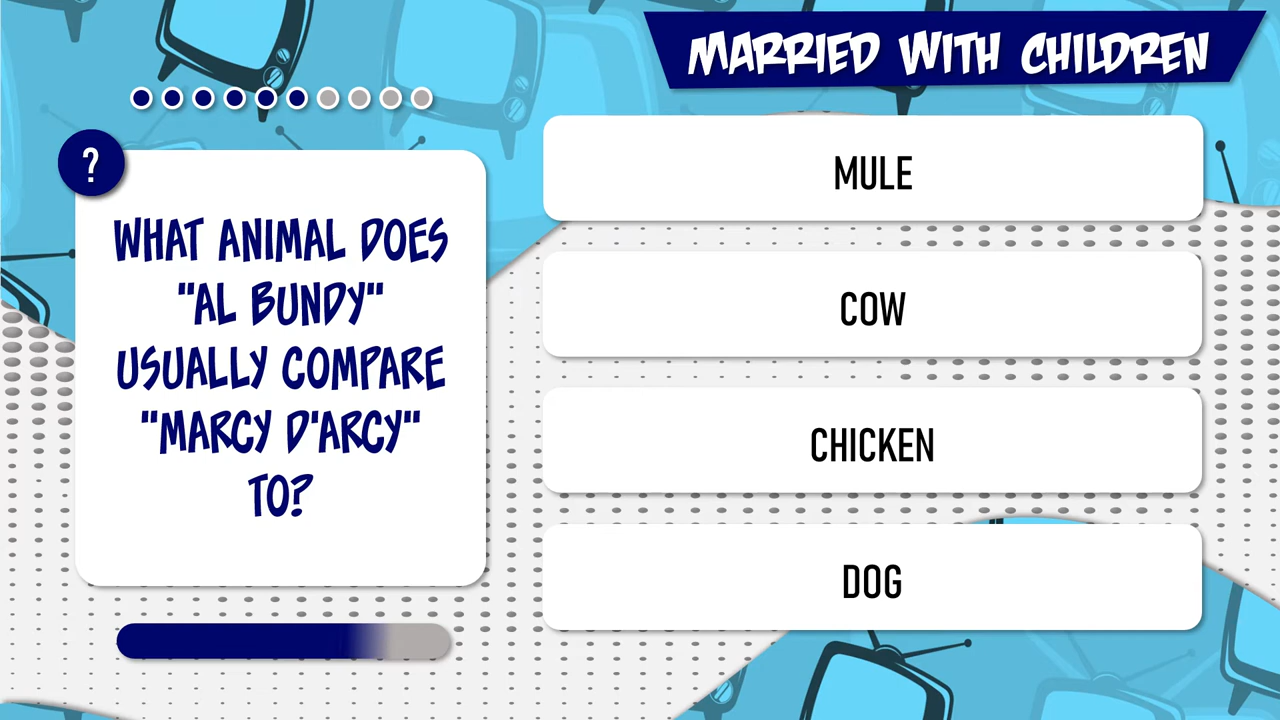 MARRIED WITH CHILDREN
?
WHAT ANIMAL DOES
"AL BUNDY"
USUALLY COMPARE
"MARCY D'ARCY"
TO?
MULE
COW
CHICKEN
DOG